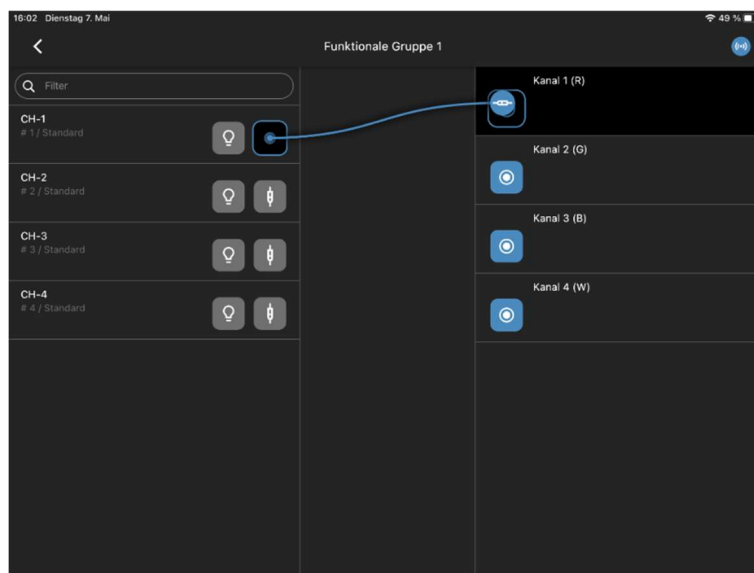 16:02 Dienstag 7. Mai
49 %
Funktionale Gruppe 1
Filter
CH-1
# 1 / Standard
CH-2
# 2 / Standard
CH-3
# 3 / Standard
CH-4
# 4 / Standard
Kanal 1 (R)
Kanal 2 (G)
Kanal 3 (B)
Kanal 4 (W)